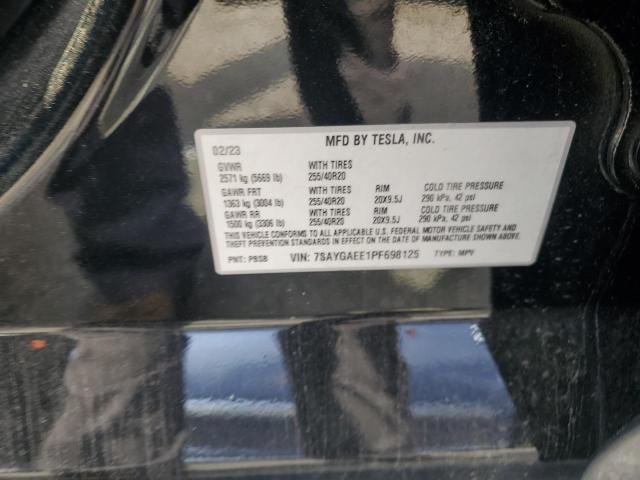 MFD BY TESLA, INC.
02/23
GVWR WITH TIRES
2571 kg (5669 lb) 255/40R20
GAWR FRT WITH TIRES RIM COLD TIRE PRESSURE
1363 kg (3004 lb) 255/40R20 20X9.5J 290 kPa, 42 psi
GAWR RR WITH TIRES RIM COLD TIRE PRESSURE
1500 kg (3306 lb) 255/40R20 20X9.5J 290 kPa, 42 psi
THIS VEHICLE CONFORMS TO ALL APPLICABLE U.S. FEDERAL MOTOR VEHICLE SAFETY AND
THEFT PREVENTION STANDARDS IN EFFECT ON THE DATE OF MANUFACTURE SHOWN ABOVE.
PNT: PBSB VIN: 7SAYGAEE1PF698125 TYPE: MPV